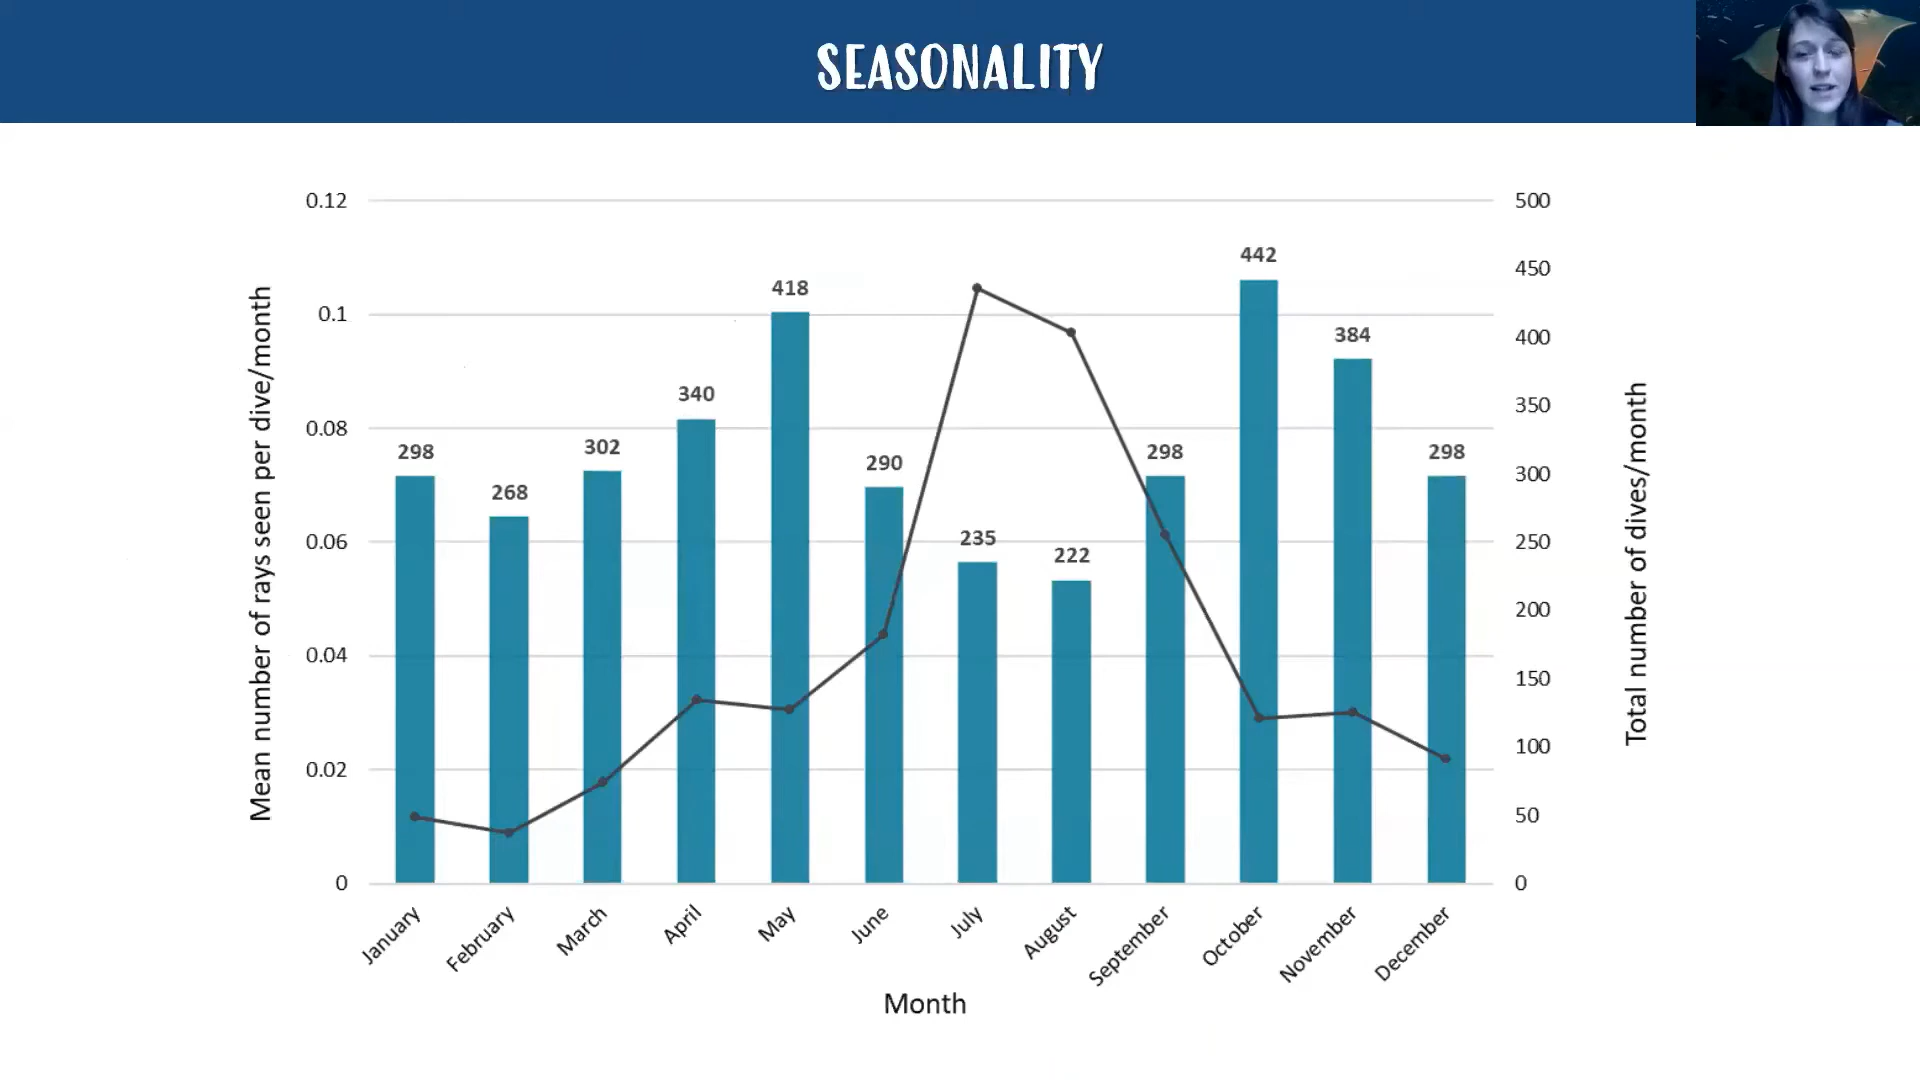 SEASONALITY
0.12
0.1
0.08
0.06
0.04
0.02
0
Mean number of rays seen per dive/month
298
268
302
340
418
290
235
222
298
442
384
298
500
450
400
350
300
250
200
150
100
50
0
Total number of dives/month
January
February
March
April
May
June
July
August
September
October
November
December
Month